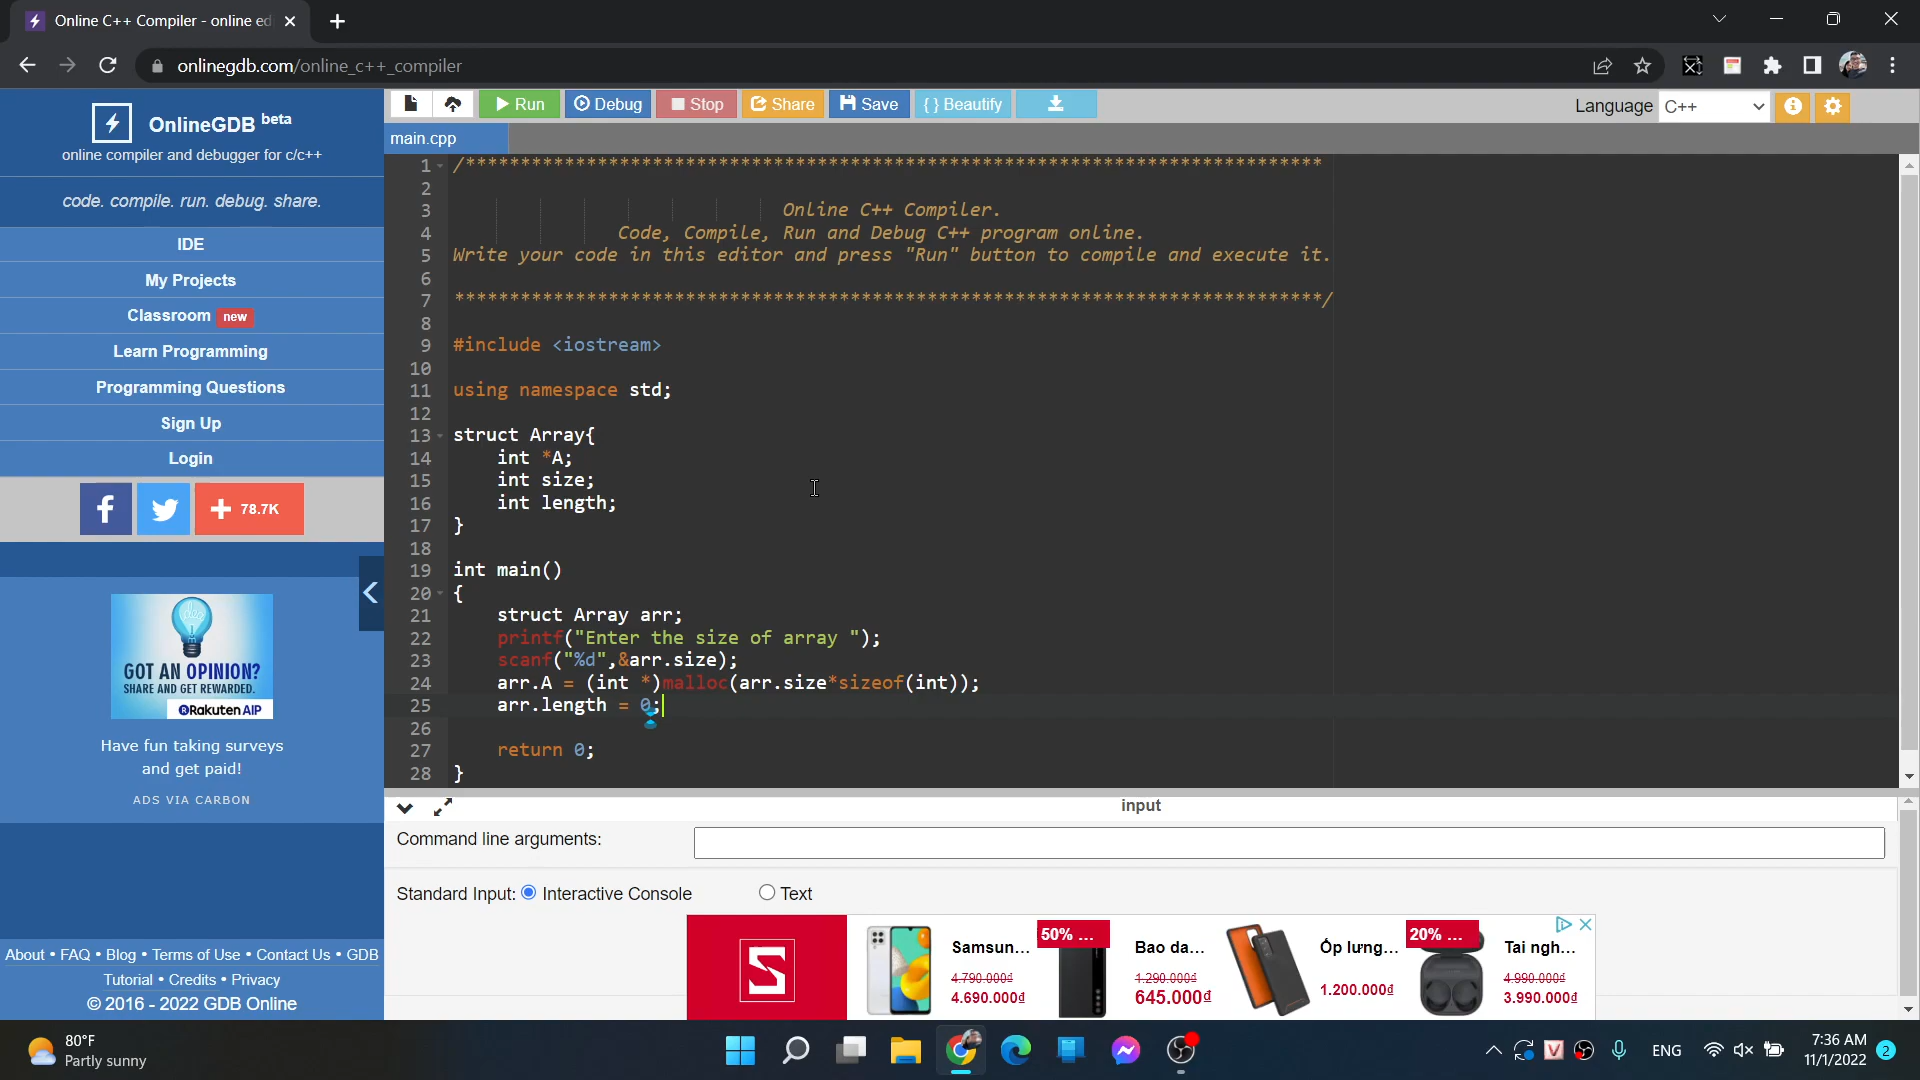 Online C++ Compiler - online ed
onlinegdb.com/online_c++_compiler
OnlineGDB beta
online compiler and debugger for c/c++
code. compile. run. debug. share.
IDE
My Projects
Classroom new
Learn Programming
Programming Questions
Sign Up
Login
78.7K
GOT AN OPINION?
SHARE AND GET REWARDED.
Rakuten AIP
Have fun taking surveys
and get paid!
ADS VIA CARBON
About • FAQ • Blog • Terms of Use • Contact Us • GDB
Tutorial • Credits • Privacy
© 2016 - 2022 GDB Online
Run Debug Stop Share Save {} Beautify
Language C++
main.cpp
1 /******************************************************************************
2
3 Online C++ Compiler.
4 Code, Compile, Run and Debug C++ program online.
5 Write your code in this editor and press "Run" button to compile and execute it.
6
7 *******************************************************************************/
8
9 #include <iostream>
10
11 using namespace std;
12
13 struct Array{
14 int *A;
15 int size;
16 int length;
17 }
18
19 int main()
20 {
21 struct Array arr;
22 printf("Enter the size of array ");
23 scanf("%d",&arr.size);
24 arr.A = (int *)malloc(arr.size*sizeof(int));
25 arr.length = 0;
26
27 return 0;
28 }
input
Command line arguments:
Standard Input: Interactive Console Text
S
Samsun...
4.790.000₫
4.690.000₫
50% ...
Bao da...
1.290.000₫
645.000₫
Ốp lưng...
1.200.000₫
20% ...
Tai ngh...
4.990.000₫
3.990.000₫
80°F
Partly sunny
V
ENG
7:36 AM
11/1/2022
2